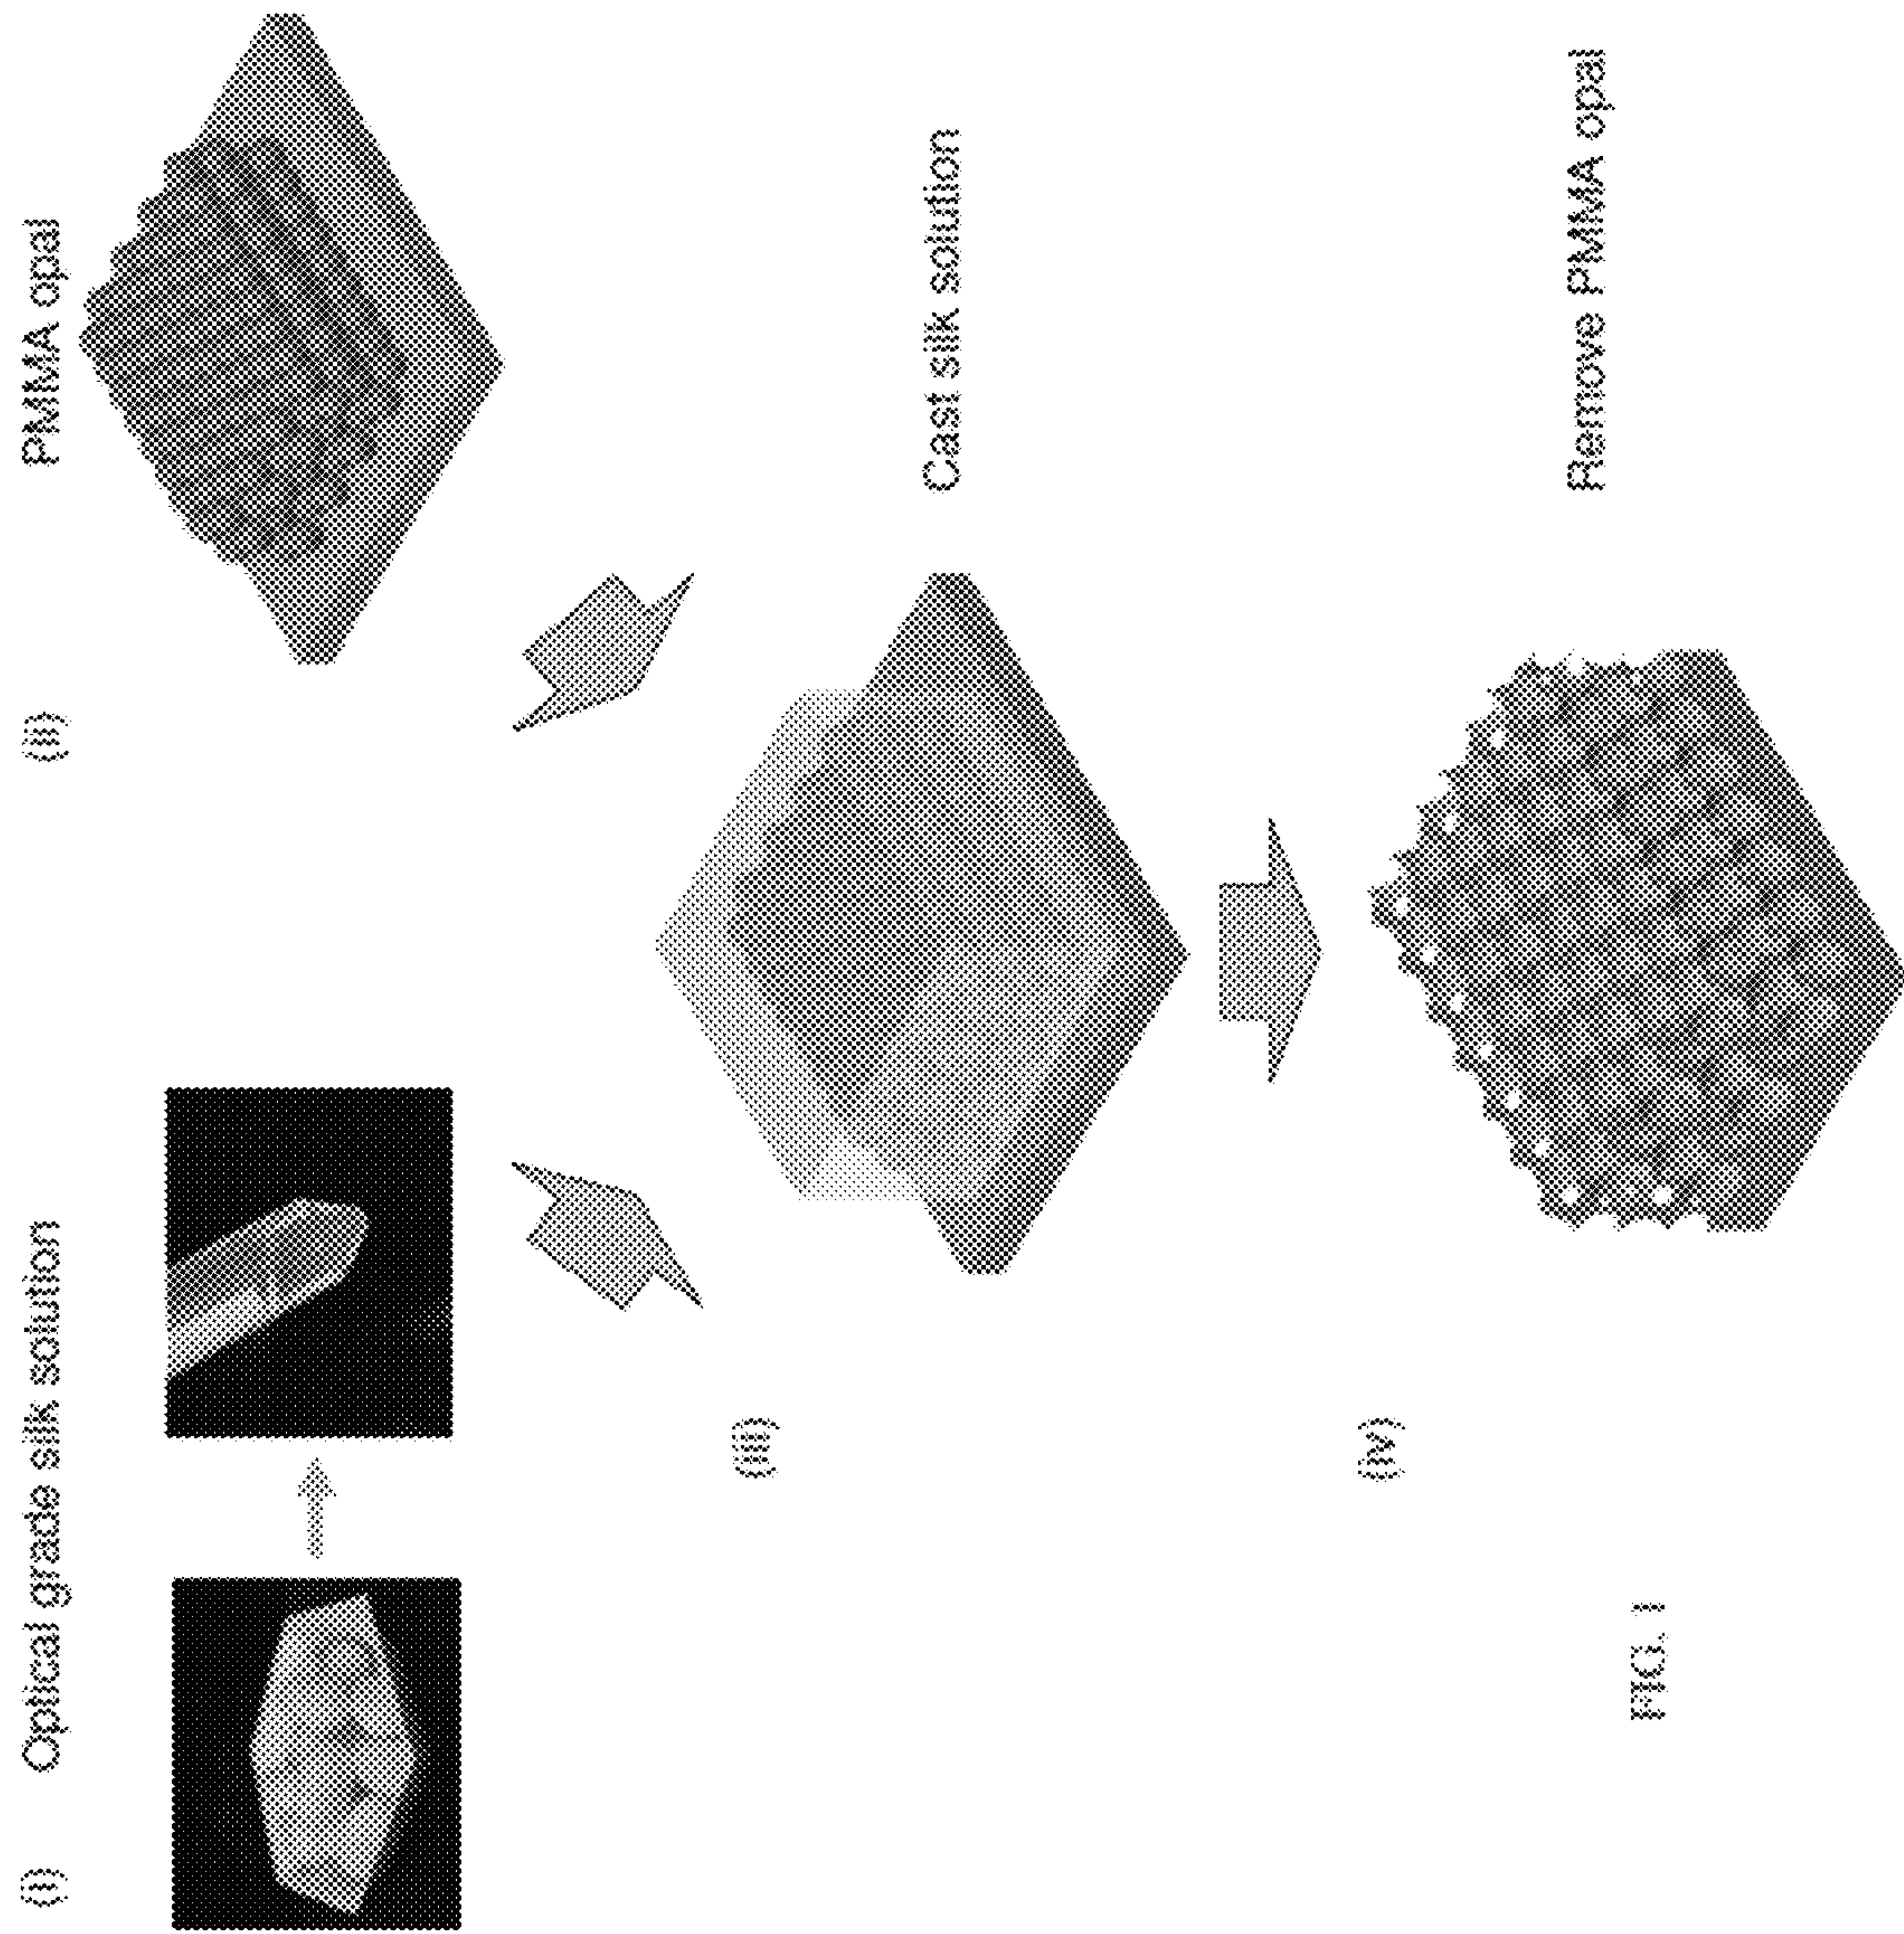 (i) Optical grade silk solution
(ii) PMMA opal
(iii)
Cast silk solution
(iv)
Remove PMMA opal
FIG. 1